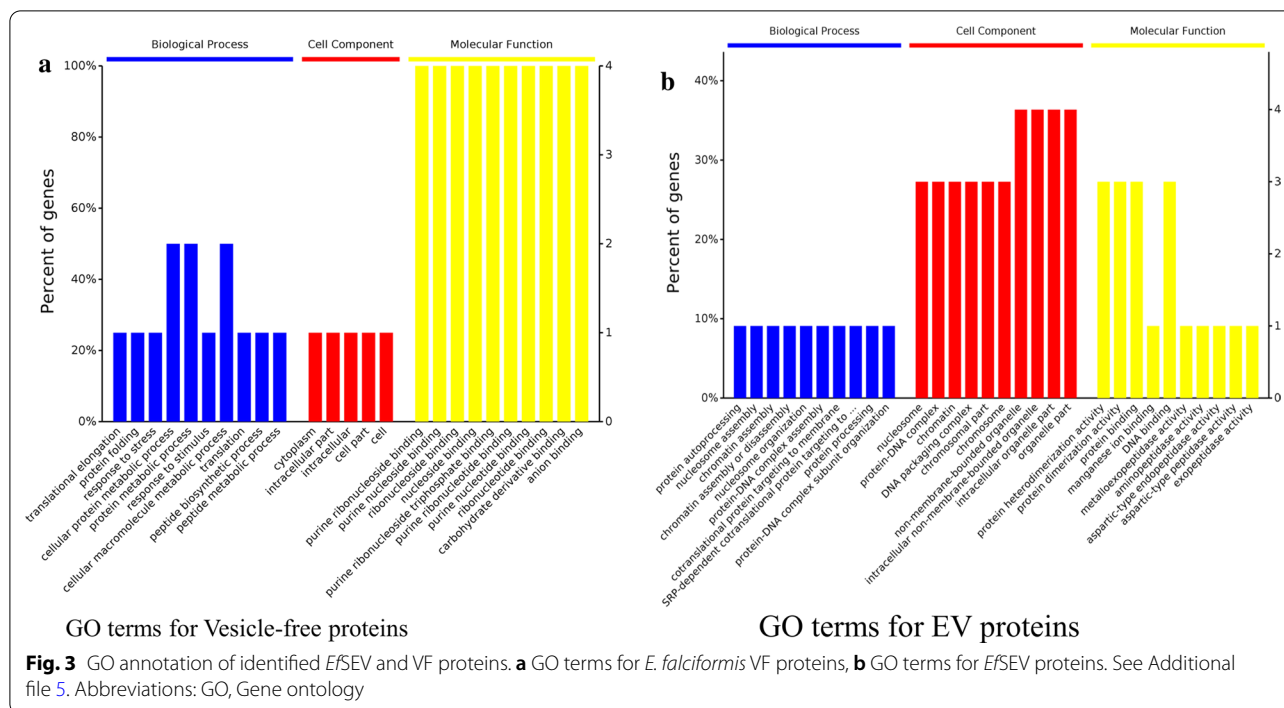 Biological Process Cell Component Molecular Function
a
100%
80%
60%
40%
20%
0%
Percent of genes
4
3
2
1
0
translational elongation
protein folding
response to stress
cellular protein metabolic process
protein metabolic process
response to stimulus
cellular macromolecule metabolic process
translation
peptide biosynthetic process
peptide metabolic process
cytoplasm
intracellular part
intracellular
cell part
cell
purine ribonucleoside binding
purine nucleoside binding
ribonucleoside binding
nucleoside binding
purine ribonucleoside triphosphate binding
purine ribonucleotide binding
purine nucleotide binding
ribonucleotide binding
carbohydrate derivative binding
anion binding
GO terms for Vesicle-free proteins
Biological Process Cell Component Molecular Function
b
40%
30%
20%
10%
0%
Percent of genes
4
3
2
1
0
protein autoprocessing
nucleosome assembly
chromatin assembly
chromatin assembly or disassembly
nucleosome organization
protein-DNA complex assembly
cotranslational protein targeting to membrane
SRP-dependent cotranslational protein targeting to ...
protein processing
protein-DNA complex subunit organization
nucleosome
protein-DNA complex
chromatin
DNA packaging complex
chromosomal part
chromosome
non-membrane-bounded organelle
intracellular non-membrane-bounded organelle
intracellular organelle part
organelle part
protein heterodimerization activity
protein dimerization activity
protein binding
manganese ion binding
DNA binding
metalloexopeptidase activity
aminopeptidase activity
aspartic-type endopeptidase activity
aspartic-type peptidase activity
exopeptidase activity
GO terms for EV proteins
Fig. 3 GO annotation of identified EfSEV and VF proteins. a GO terms for E. falciformis VF proteins, b GO terms for EfSEV proteins. See Additional
file 5. Abbreviations: GO, Gene ontology